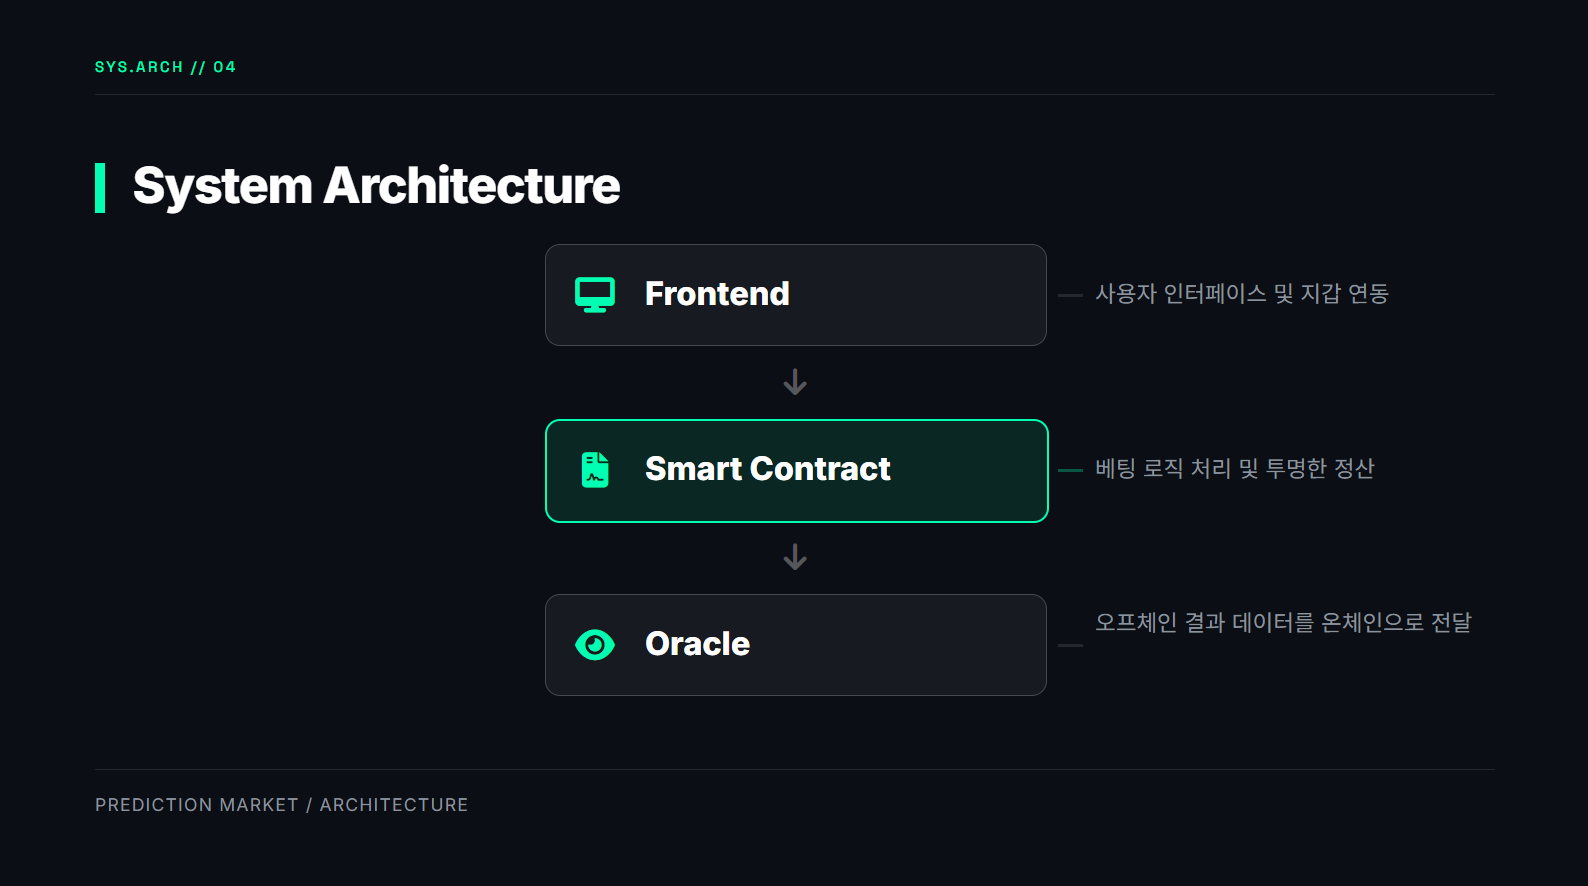 SYS.ARCH // 04
System Architecture
Frontend
사용자 인터페이스 및 지갑 연동
Smart Contract
베팅 로직 처리 및 투명한 정산
Oracle
오프체인 결과 데이터를 온체인으로 전달
PREDICTION MARKET / ARCHITECTURE